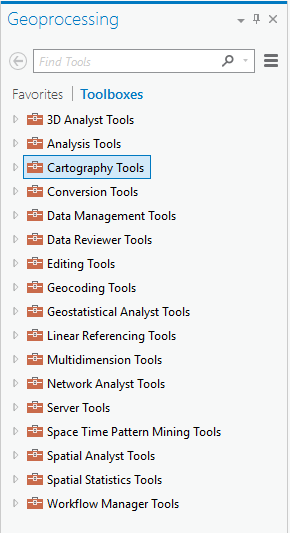 Geoprocessing
Find Tools
Favorites | Toolboxes
3D Analyst Tools
Analysis Tools
Cartography Tools
Conversion Tools
Data Management Tools
Data Reviewer Tools
Editing Tools
Geocoding Tools
Geostatistical Analyst Tools
Linear Referencing Tools
Multidimension Tools
Network Analyst Tools
Server Tools
Space Time Pattern Mining Tools
Spatial Analyst Tools
Spatial Statistics Tools
Workflow Manager Tools